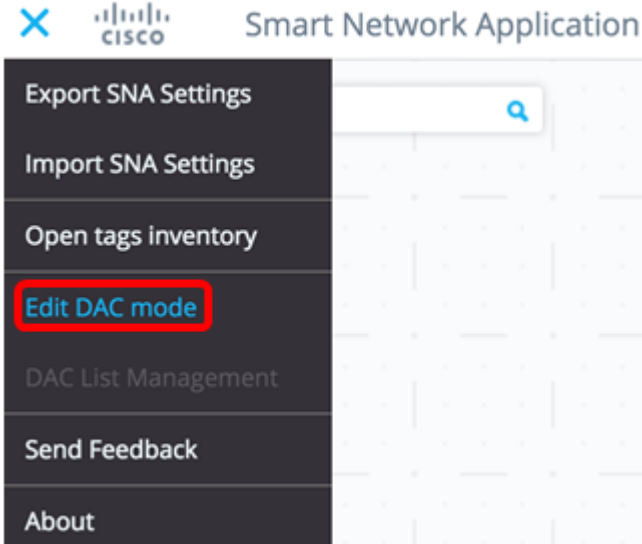 cisco
Smart Network Application
Export SNA Settings
Import SNA Settings
Open tags inventory
Edit DAC mode
DAC List Management
Send Feedback
About